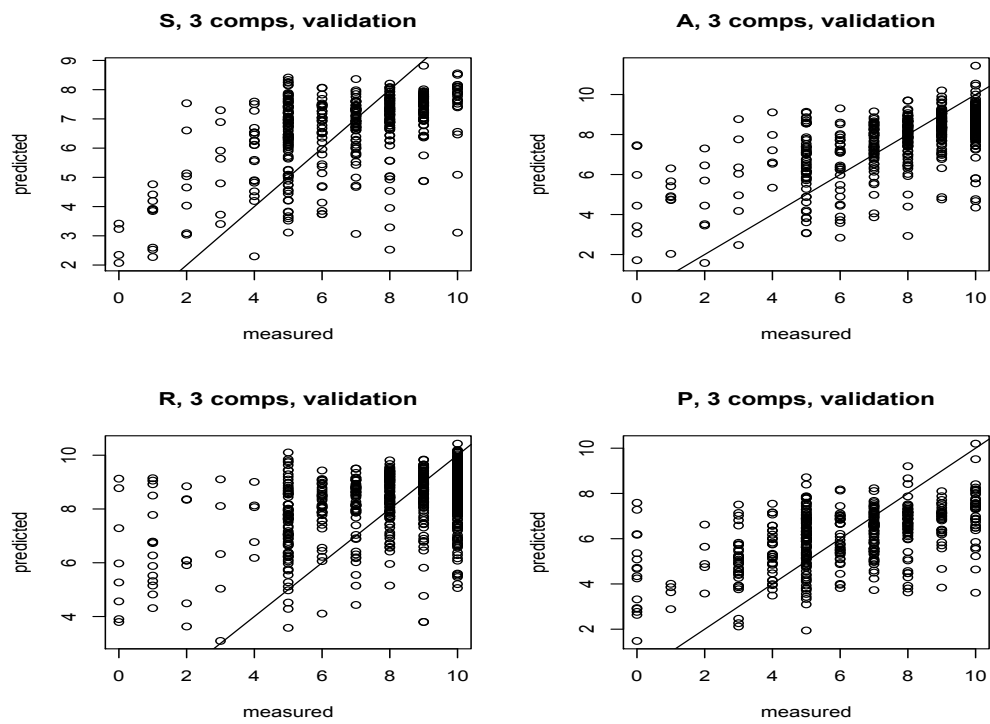 S, 3 comps, validation
predicted
9
8
7
6
5
4
3
2
0 2 4 6 8 10
measured
A, 3 comps, validation
predicted
10
8
6
4
2
0 2 4 6 8 10
measured
R, 3 comps, validation
predicted
10
8
6
4
0 2 4 6 8 10
measured
P, 3 comps, validation
predicted
10
8
6
4
2
0 2 4 6 8 10
measured